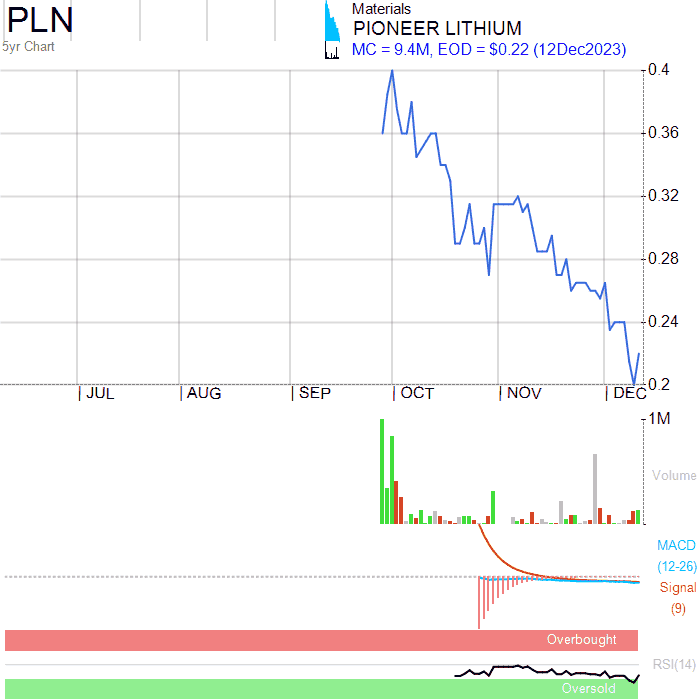 PLN
5yr Chart
Materials
PIONEER LITHIUM
MC = 9.4M, EOD = $0.22 (12Dec2023)
0.4
0.36
0.32
0.28
0.24
0.2
JUL AUG SEP OCT NOV DEC
1M
Volume
MACD
(12-26)
Signal
(9)
Overbought
RSI(14)
Oversold